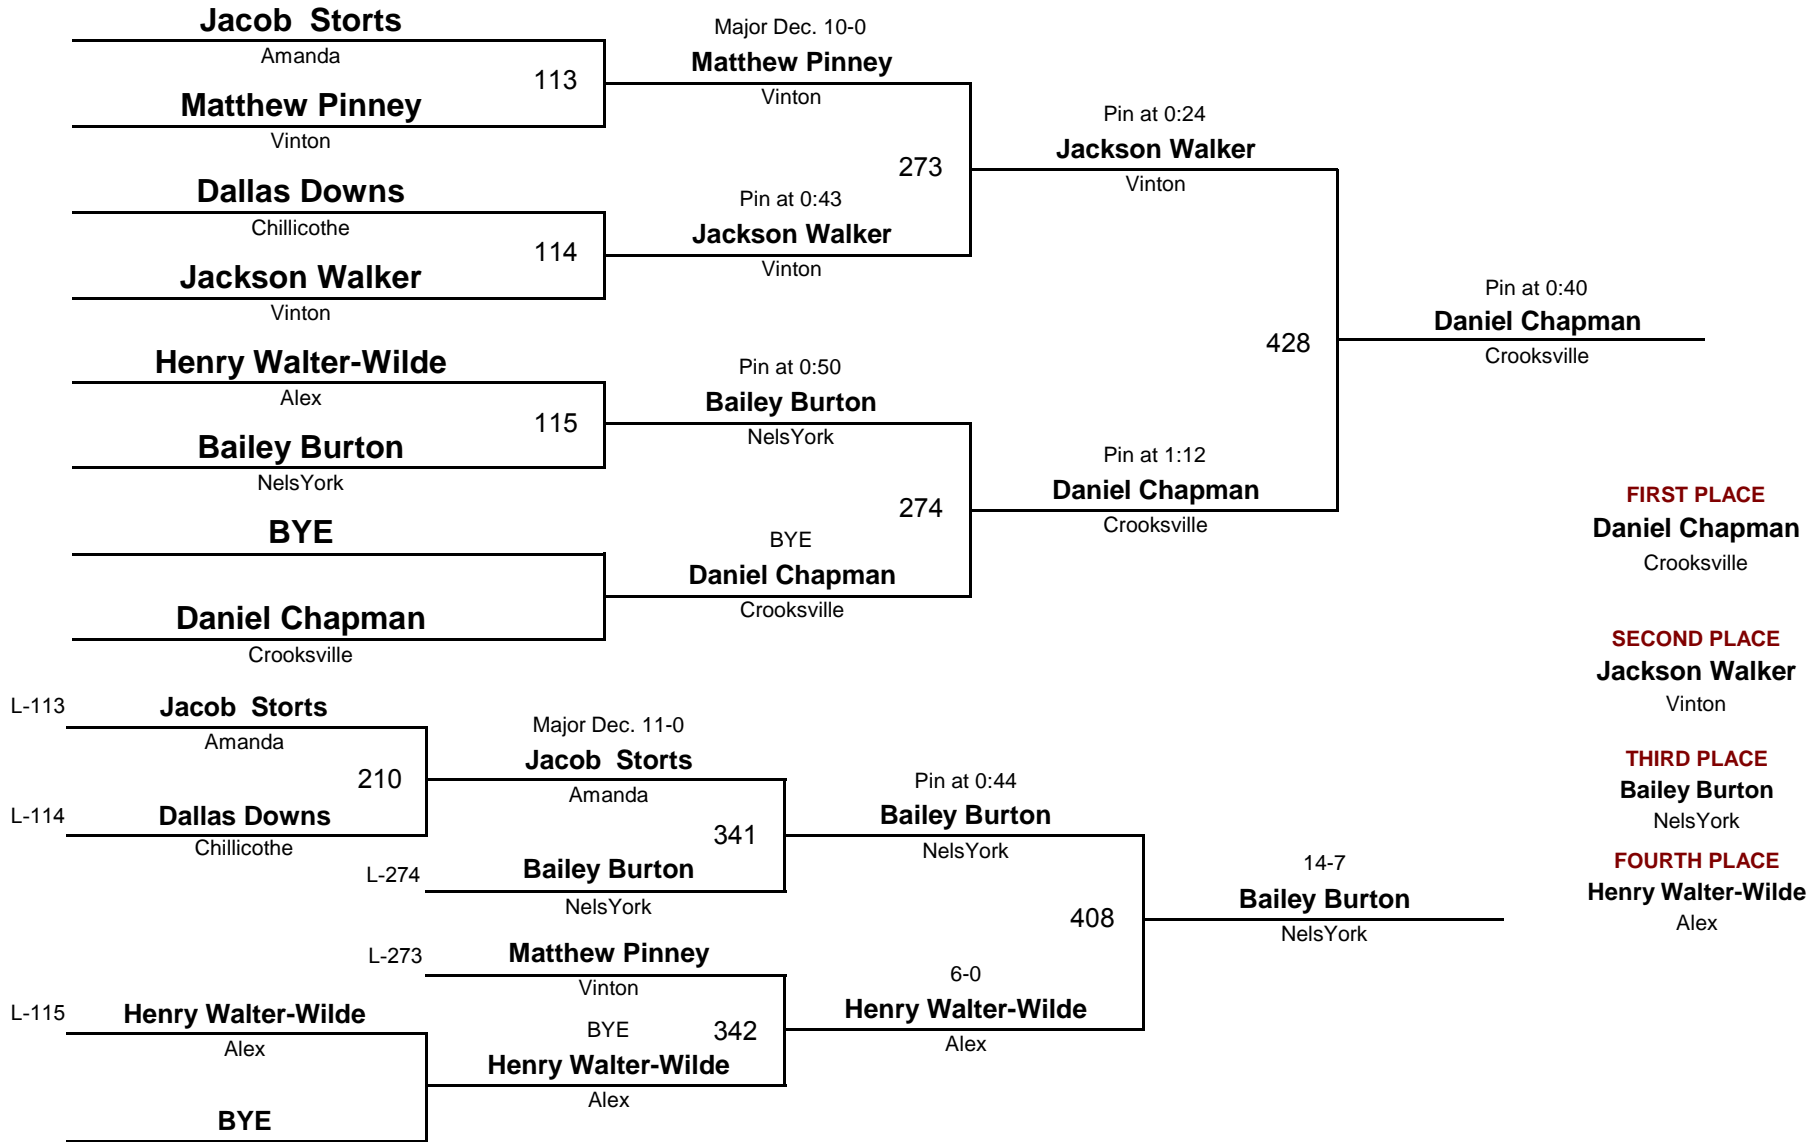 Jacob Storts
Amanda
113
Matthew Pinney
Vinton
Dallas Downs
Chillicothe
114
Jackson Walker
Vinton
Henry Walter-Wilde
Alex
115
Bailey Burton
NelsYork
BYE
Daniel Chapman
Crooksville
Major Dec. 10-0
Matthew Pinney
Vinton
273
Pin at 0:43
Jackson Walker
Vinton
Pin at 0:50
Bailey Burton
NelsYork
274
BYE
Daniel Chapman
Crooksville
Pin at 0:24
Jackson Walker
Vinton
428
Pin at 1:12
Daniel Chapman
Crooksville
Pin at 0:40
Daniel Chapman
Crooksville
FIRST PLACE
Daniel Chapman
Crooksville
SECOND PLACE
Jackson Walker
Vinton
THIRD PLACE
Bailey Burton
NelsYork
FOURTH PLACE
Henry Walter-Wilde
Alex
L-113
Jacob Storts
Amanda
210
L-114
Dallas Downs
Chillicothe
Major Dec. 11-0
Jacob Storts
Amanda
341
L-274
Bailey Burton
NelsYork
L-273
Matthew Pinney
Vinton
L-115
Henry Walter-Wilde
Alex
BYE
BYE
342
Henry Walter-Wilde
Alex
Pin at 0:44
Bailey Burton
NelsYork
408
6-0
Henry Walter-Wilde
Alex
14-7
Bailey Burton
NelsYork